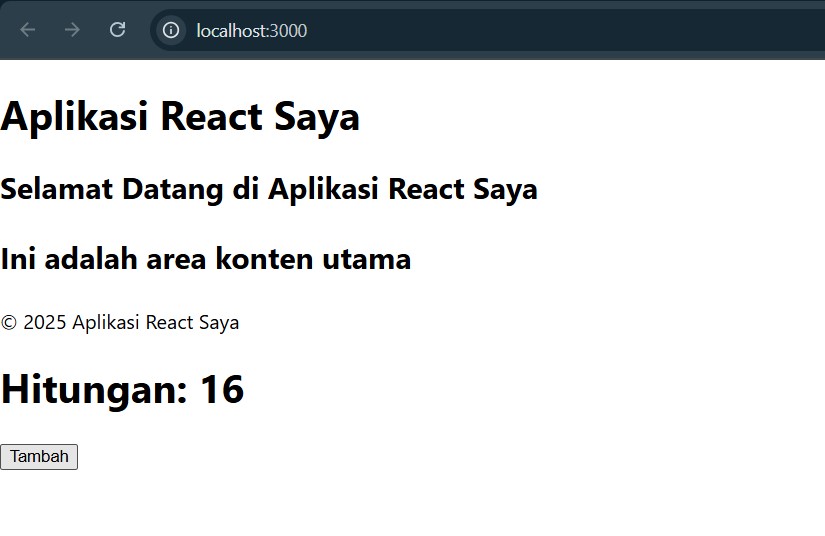 localhost:3000
Aplikasi React Saya
Selamat Datang di Aplikasi React Saya
Ini adalah area konten utama
© 2025 Aplikasi React Saya
Hitungan: 16
Tambah